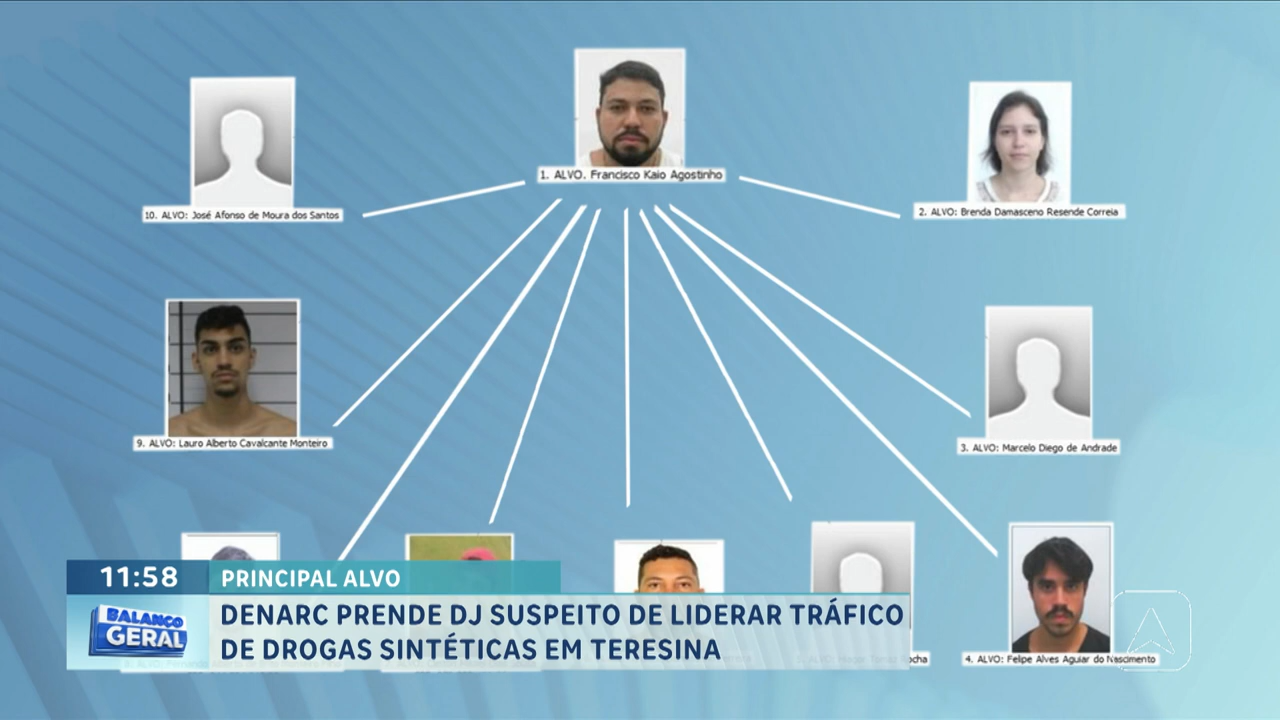 1. ALVO. Francisco Kaio Agostinho
10. ALVO: José Afonso de Moura dos Santos
2. ALVO: Brenda Damasceno Resende Correia
9. ALVO: Lauro Alberto Cavalcante Monteiro
3. ALVO: Marcelo Diego de Andrade
11:58
PRINCIPAL ALVO
BALANÇO
GERAL
DENARC PRENDE DJ SUSPEITO DE LIDERAR TRÁFICO
DE DROGAS SINTÉTICAS EM TERESINA
4. ALVO: Felipe Alves Aguiar do Nascimento